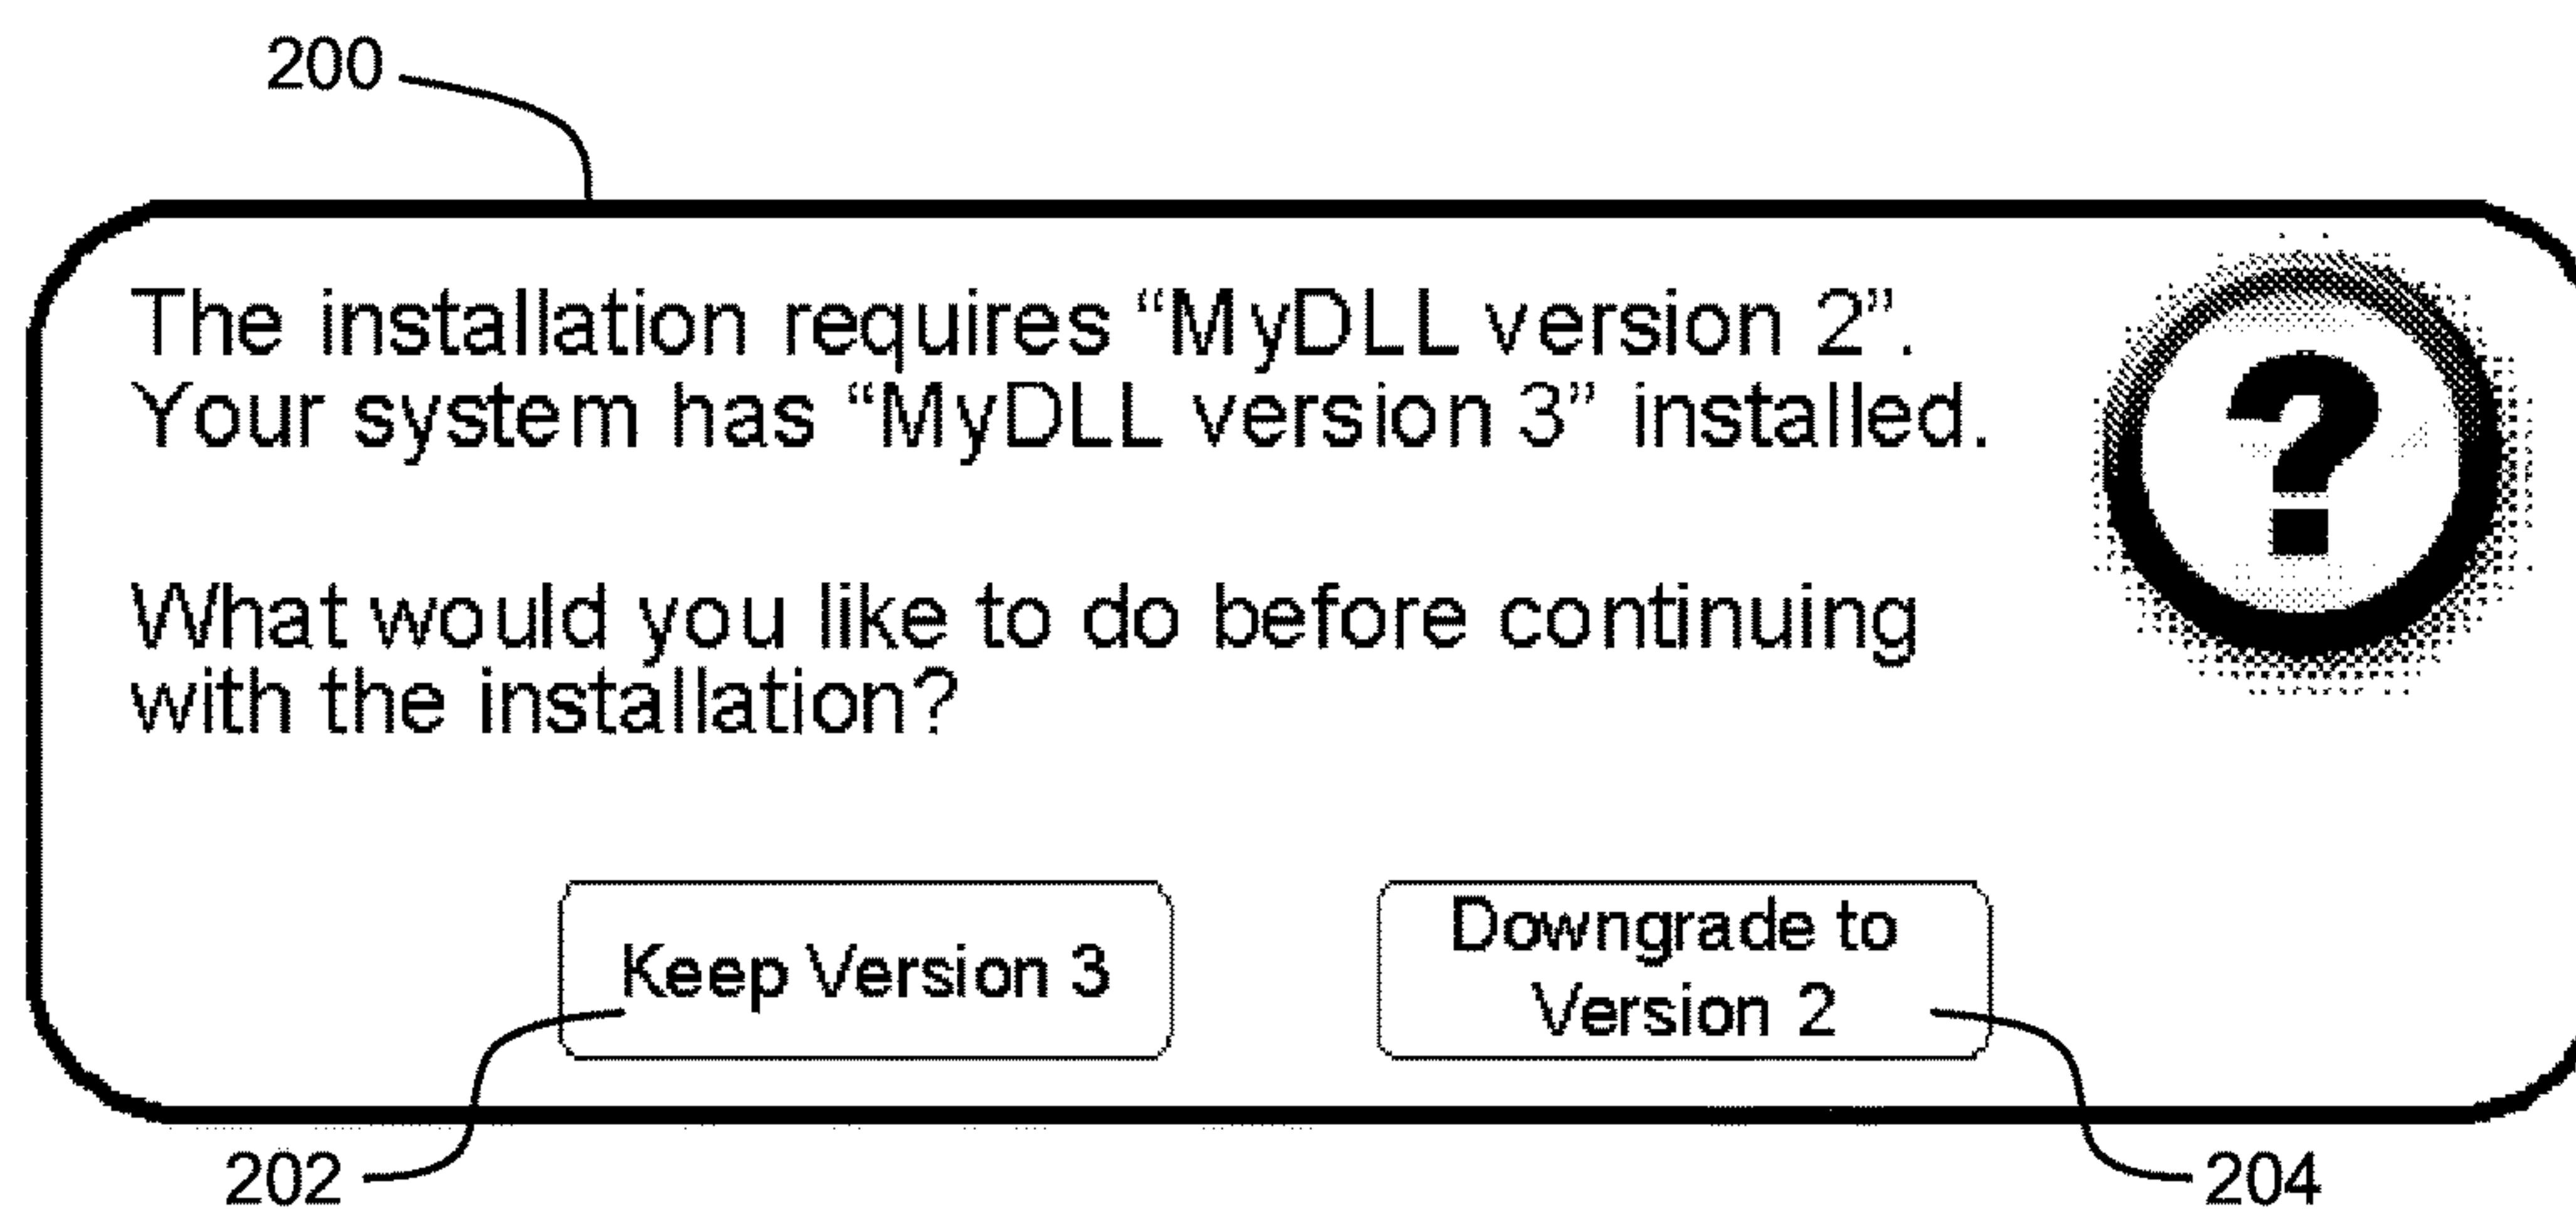 200
The installation requires “MyDLL version 2”.
Your system has “MyDLL version 3” installed.
?
What would you like to do before continuing
with the installation?
Keep Version 3
Downgrade to
Version 2
202
204